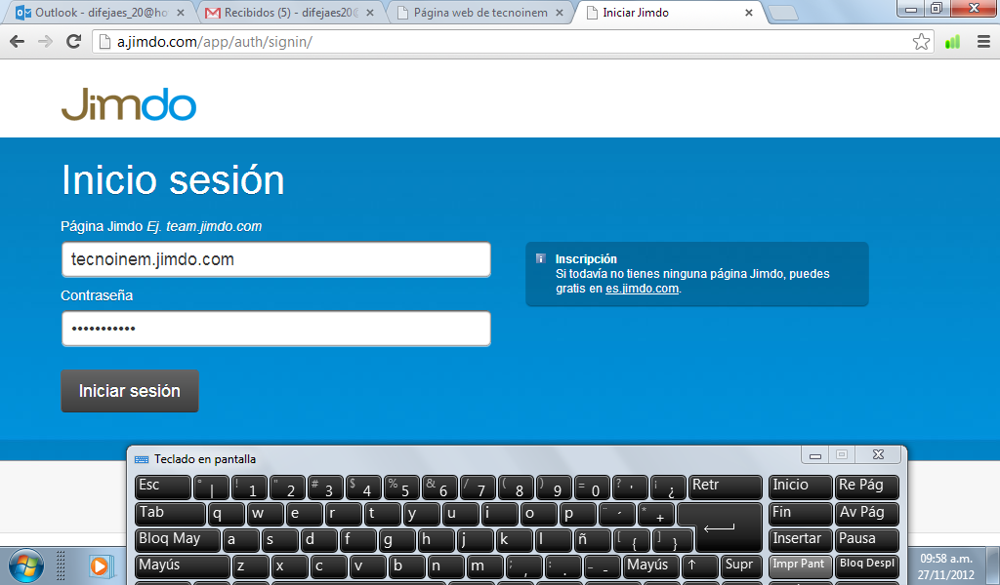 Outlook - difejaes_20@ho
Recibidos (5) - difejaes20@
Página web de tecnoinem
Iniciar Jimdo
a.jimdo.com/app/auth/signin/
Jimdo
Inicio sesión
Página Jimdo Ej. team.jimdo.com
tecnoinem.jimdo.com
Inscripción
Si todavía no tienes ninguna página Jimdo, puedes
gratis en es.jimdo.com.
Contraseña
•••••••••••
Iniciar sesión
Teclado en pantalla
Esc ° | ! 1 " 2 # 3 $ 4 % 5 & 6 / 7 ( 8 ) 9 = 0 ? ' ¡ ¿ Retr Inicio Re Pág
Tab q w e r t y u i o p ¨ ´ * + Fin Av Pág
Bloq May a s d f g h j k l ñ [ { ] } Insertar Pausa
Mayús z x c v b n m ; , : . _ - Mayús ↑ Supr Impr Pant Bloq Despl
09:58 a.m.
27/11/2012